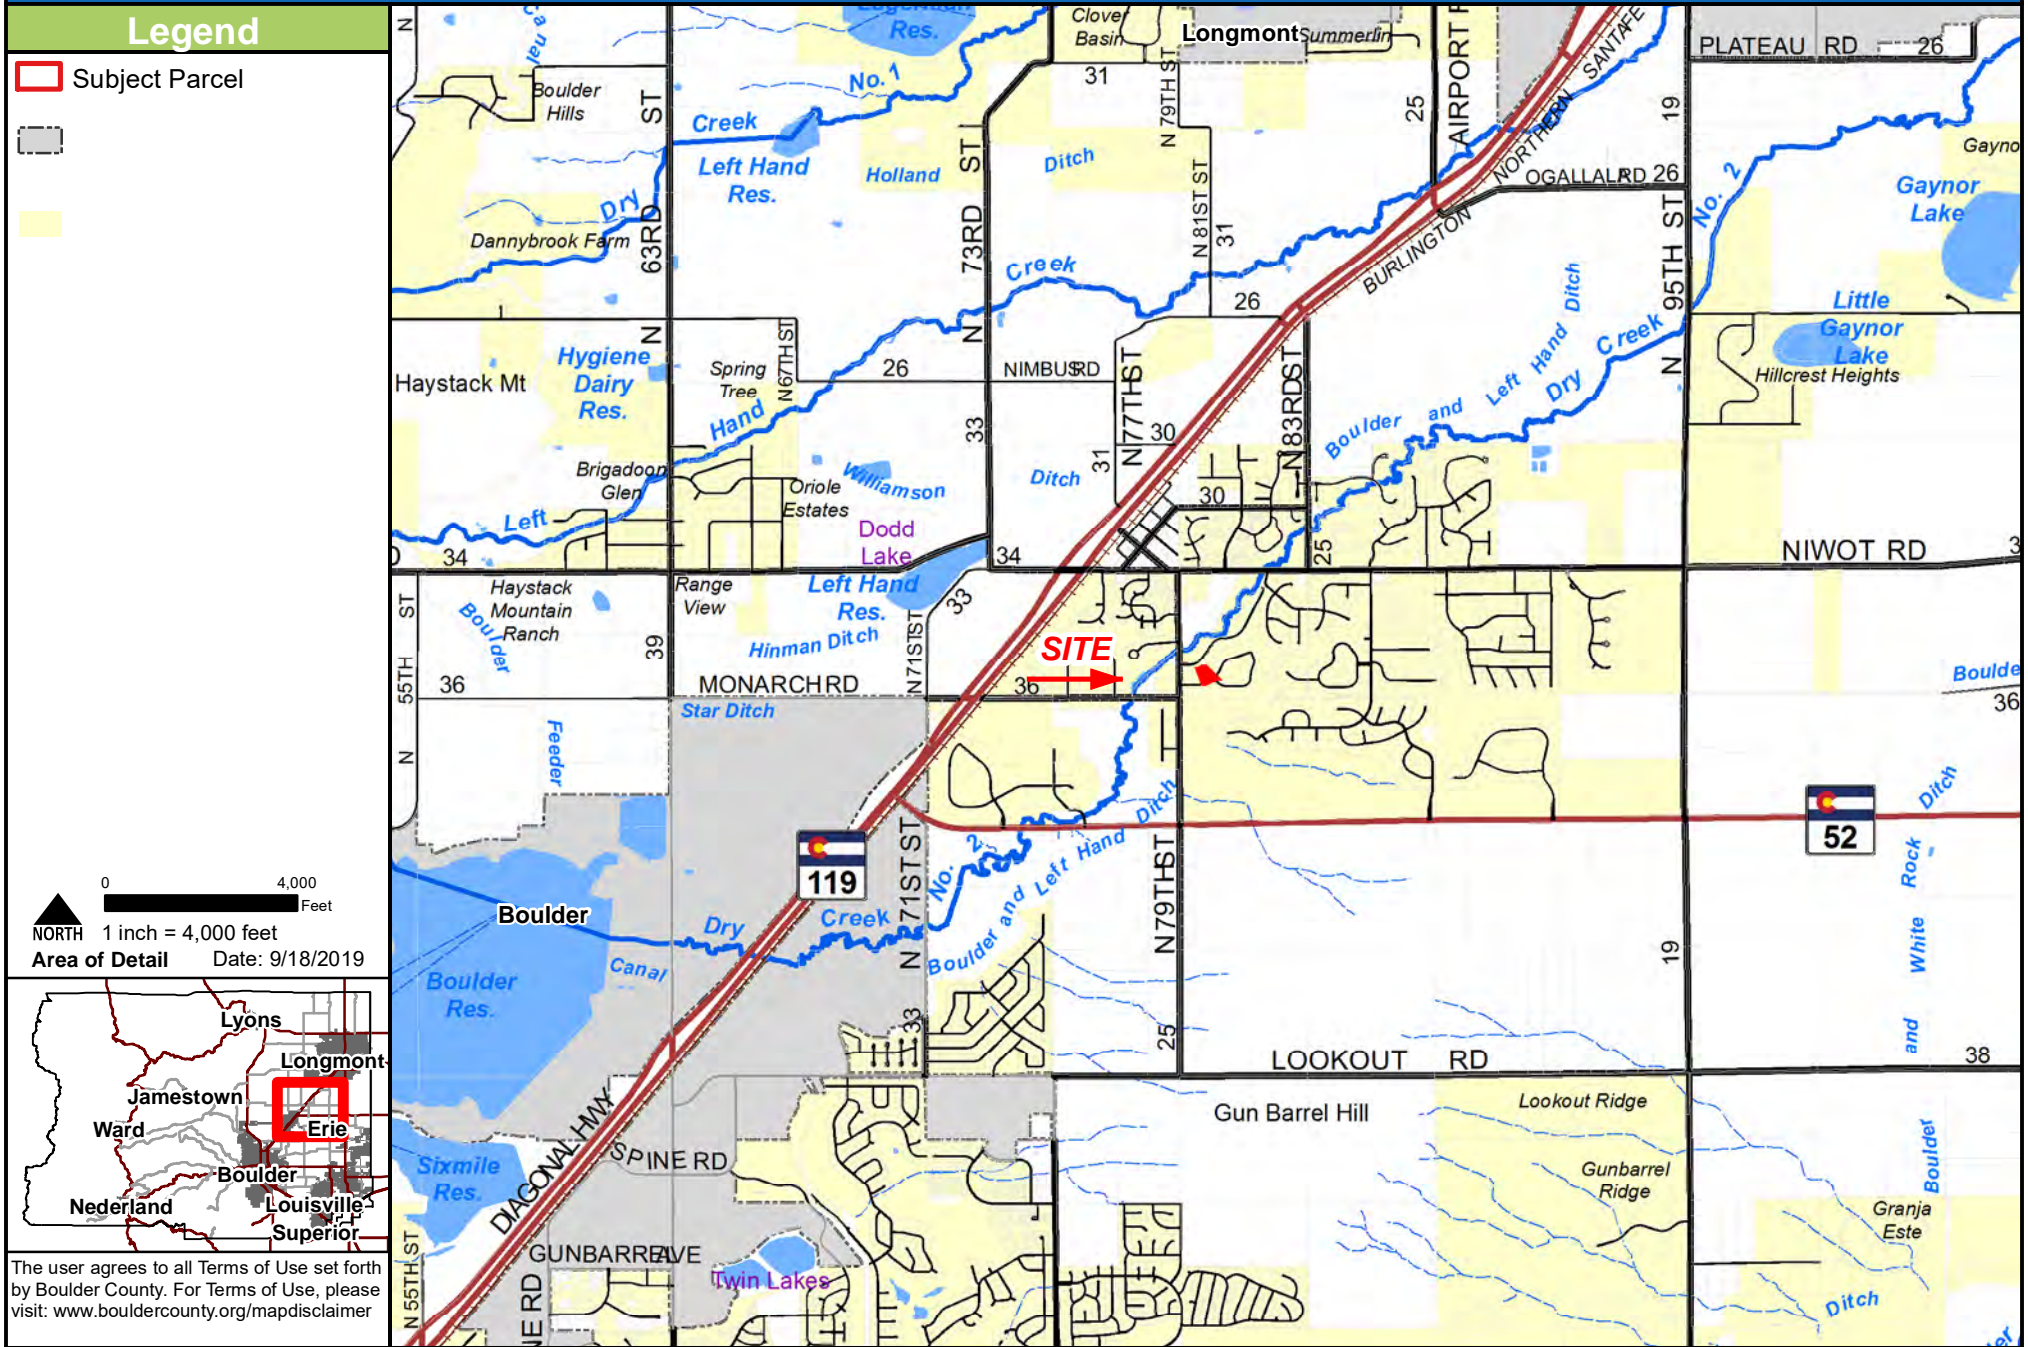 Legend
Subject Parcel
0 4,000
Feet
NORTH
1 inch = 4,000 feet
Area of Detail
Date: 9/18/2019
Lyons
Longmont
Jamestown
Ward
Erie
Boulder
Nederland
Louisville
Superior
The user agrees to all Terms of Use set forth
by Boulder County. For Terms of Use, please
visit: www.bouldercounty.org/mapdisclaimer
N
Canal
Res.
Clover
Basin
Longmont
Summerlin
AIRPORT
SANTA FE
PLATEAU RD
26
Boulder
Hills
ST
No. 1
31
N 79TH ST
25
NORTHERN
19
Creek
Left Hand
Res.
Holland
ST
Ditch
N 81ST ST
31
OGALLALA RD
26
Gaynor
Lake
No. 2
Dry
Dannybrook Farm
63RD
73RD
Creek
BURLINGTON
ST
95TH
26
Little
Gaynor
Lake
Hillcrest Heights
N
Hygiene
Dairy
Res.
Haystack Mt
Spring
Tree
N 67TH ST
26
N
NIMBUS RD
N 77TH ST
N 83RD ST
Boulder and Left Hand Ditch
Dry Creek
N
Hand
33
30
31
Brigadoon
Glen
Oriole
Estates
Williamson
Ditch
30
Left
Dodd
Lake
34
34
25
NIWOT RD
Haystack
Mountain
Ranch
Range
View
Left Hand
Res.
33
ST
Boulder
39
Hinman Ditch
N 71ST ST
SITE
55TH
36
MONARCH RD
36
36
Star Ditch
N
Feeder
Ditch
119
52
N 71ST ST
No. 2
Boulder and Left Hand Ditch
N 79TH ST
Boulder
Dry
Creek
Canal
Boulder
Res.
33
25
19
and White Rock
LOOKOUT RD
38
Gun Barrel Hill
Lookout Ridge
DIAGONAL HWY
SPINE RD
Sixmile
Res.
Gunbarrel
Ridge
Granja
Este
Boulder
N 55TH ST
GUNBARREL AVE
Twin Lakes
Ditch